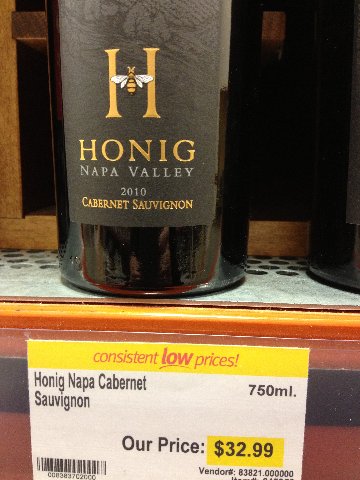 H
HONIG
NAPA VALLEY
2010
CABERNET SAUVIGNON
consistent low prices!
Honig Napa Cabernet
Sauvignon
750ml.
Our Price: $32.99
Vendor#: 83821.000000
008383702000